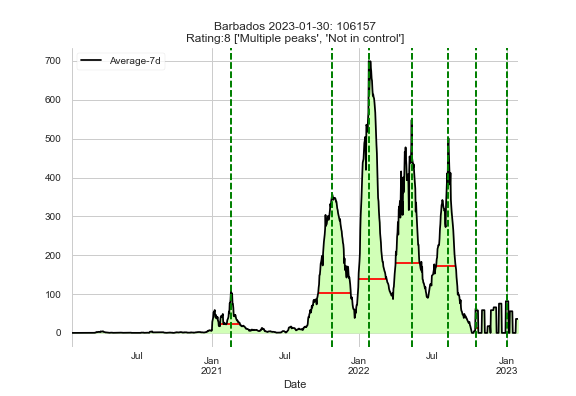 Barbados 2023-01-30: 106157
Rating:8 ['Multiple peaks', 'Not in control']
Average-7d
700
600
500
400
300
200
100
0
Jul
Jan
2021
Jul
Jan
2022
Jul
Jan
2023
Date